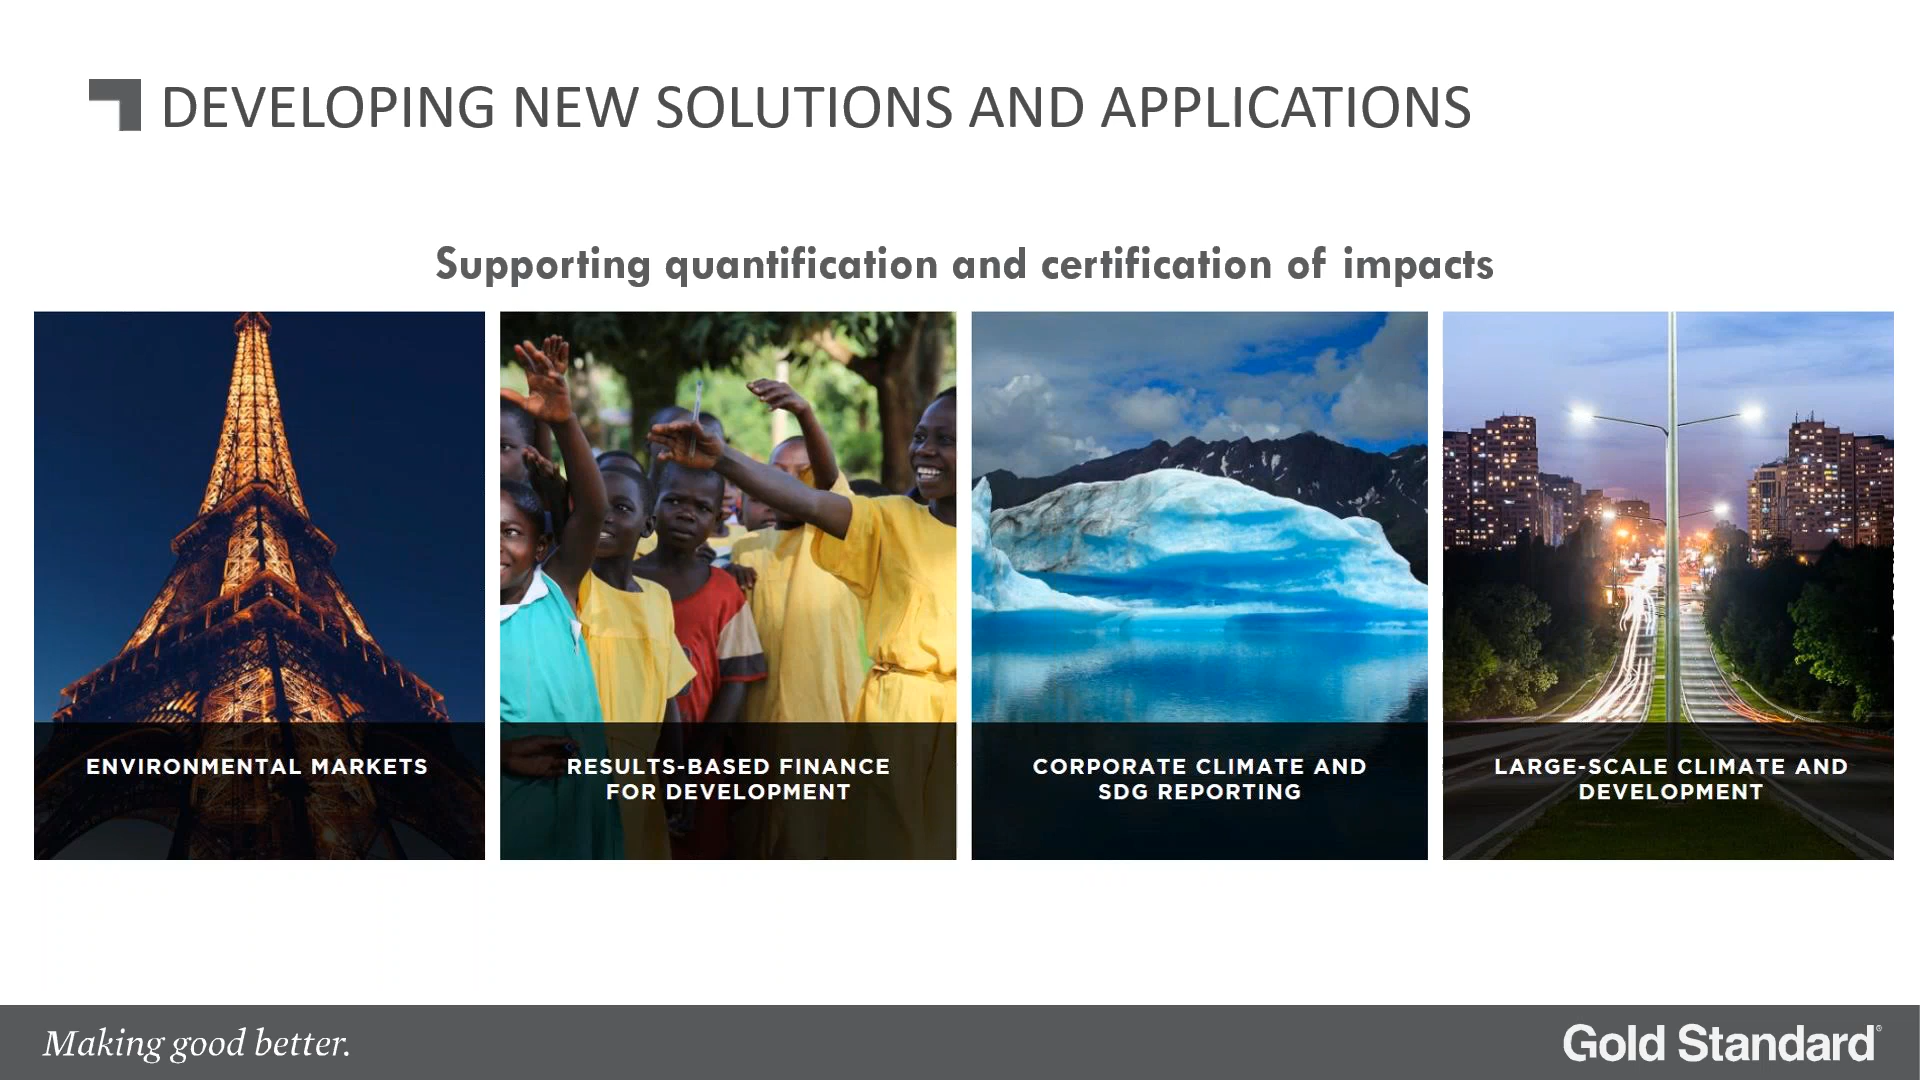 DEVELOPING NEW SOLUTIONS AND APPLICATIONS
Supporting quantification and certification of impacts
ENVIRONMENTAL MARKETS
RESULTS-BASED FINANCE
FOR DEVELOPMENT
CORPORATE CLIMATE AND
SDG REPORTING
LARGE-SCALE CLIMATE AND
DEVELOPMENT
Making good better.
Gold Standard®